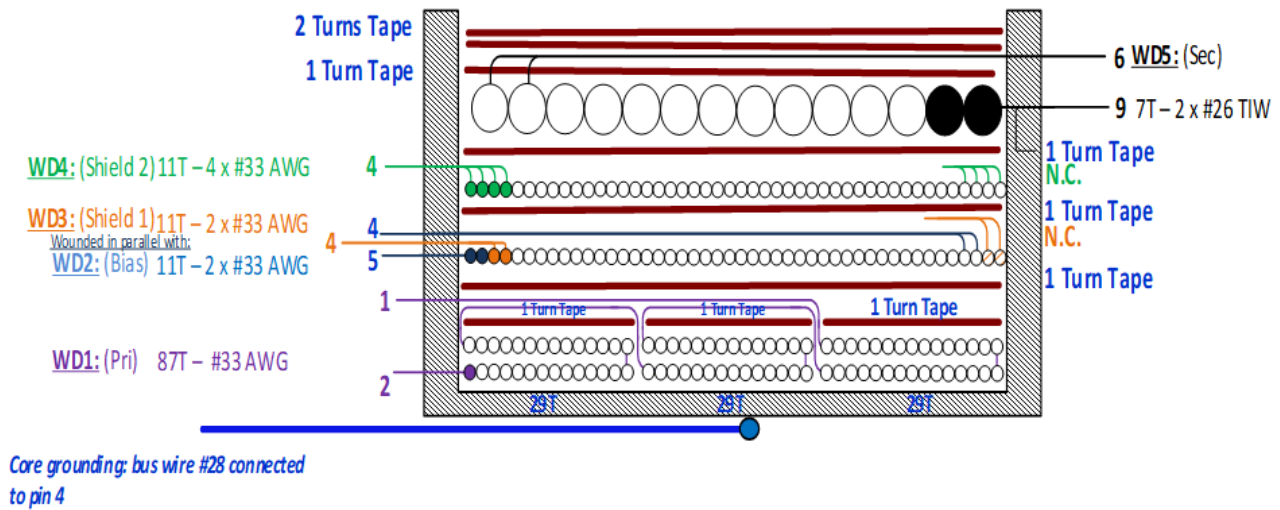 2 Turns Tape
1 Turn Tape
6 WD5: (Sec)
9 7T – 2 x #26 TIW
1 Turn Tape
N.C.
WD4: (Shield 2) 11T – 4 x #33 AWG
4
1 Turn Tape
N.C.
WD3: (Shield 1) 11T – 2 x #33 AWG
4
Wounded in parallel with:
4
WD2: (Bias) 11T – 2 x #33 AWG
5
1 Turn Tape
1
1 Turn Tape
1 Turn Tape
1 Turn Tape
WD1: (Pri) 87T – #33 AWG
2
29T
29T
29T
Core grounding: bus wire #28 connected
to pin 4